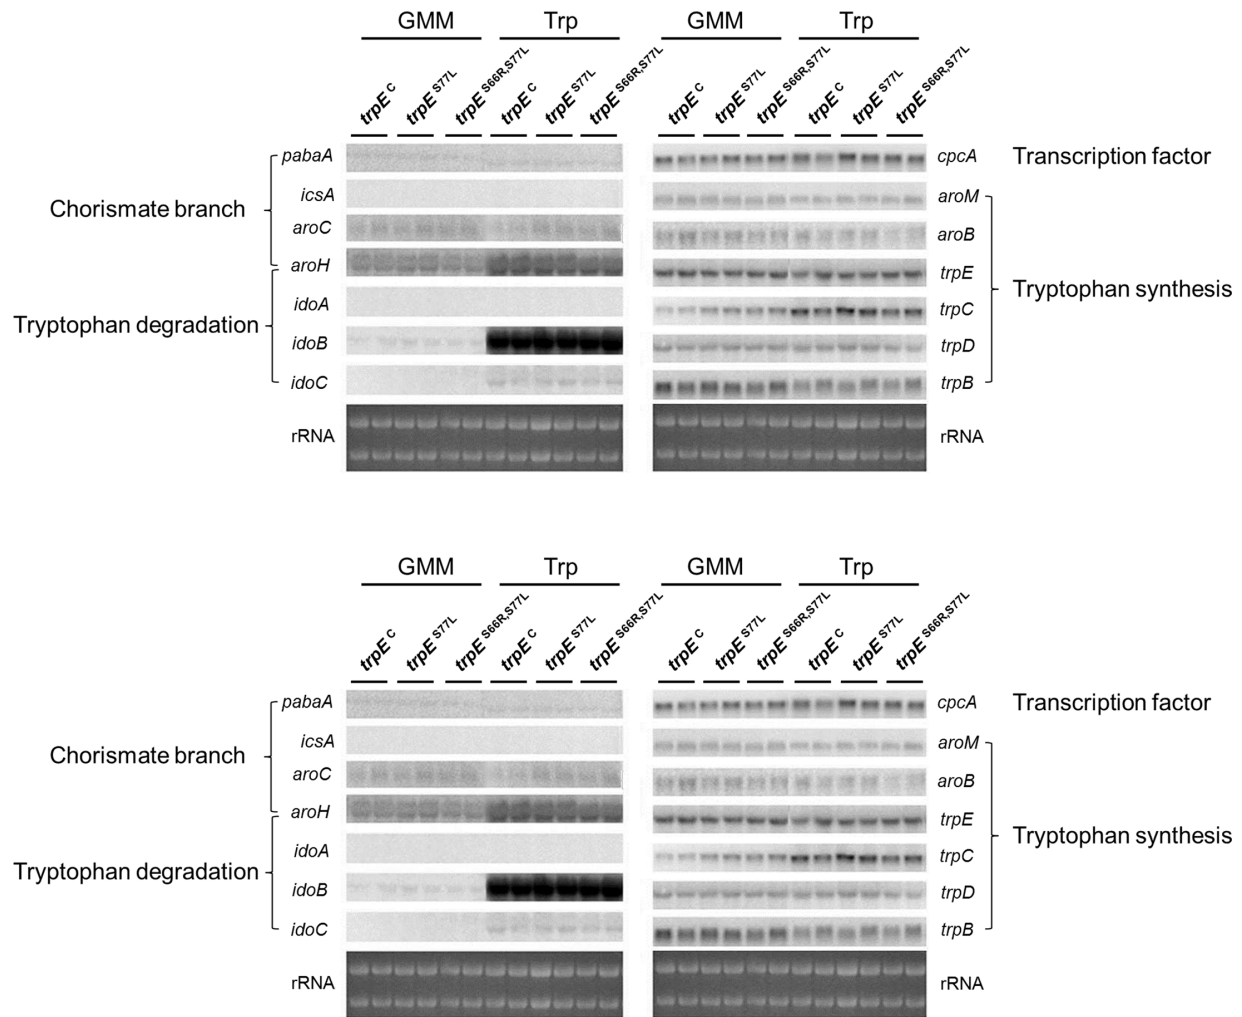 GMM Trp GMM Trp
trpE C trpE S77L trpE S66R,S77L trpE C trpE S77L trpE S66R,S77L trpE C trpE S77L trpE S66R,S77L trpE C trpE S77L trpE S66R,S77L
pabaA cpcA Transcription factor
icsA aroM
Chorismate branch
aroC aroB
aroH trpE
Tryptophan synthesis
idoA trpC
Tryptophan degradation
idoB trpD
idoC trpB
rRNA rRNA
GMM Trp GMM Trp
trpE C trpE S77L trpE S66R,S77L trpE C trpE S77L trpE S66R,S77L trpE C trpE S77L trpE S66R,S77L trpE C trpE S77L trpE S66R,S77L
pabaA cpcA Transcription factor
icsA aroM
Chorismate branch
aroC aroB
aroH trpE
Tryptophan synthesis
idoA trpC
Tryptophan degradation
idoB trpD
idoC trpB
rRNA rRNA